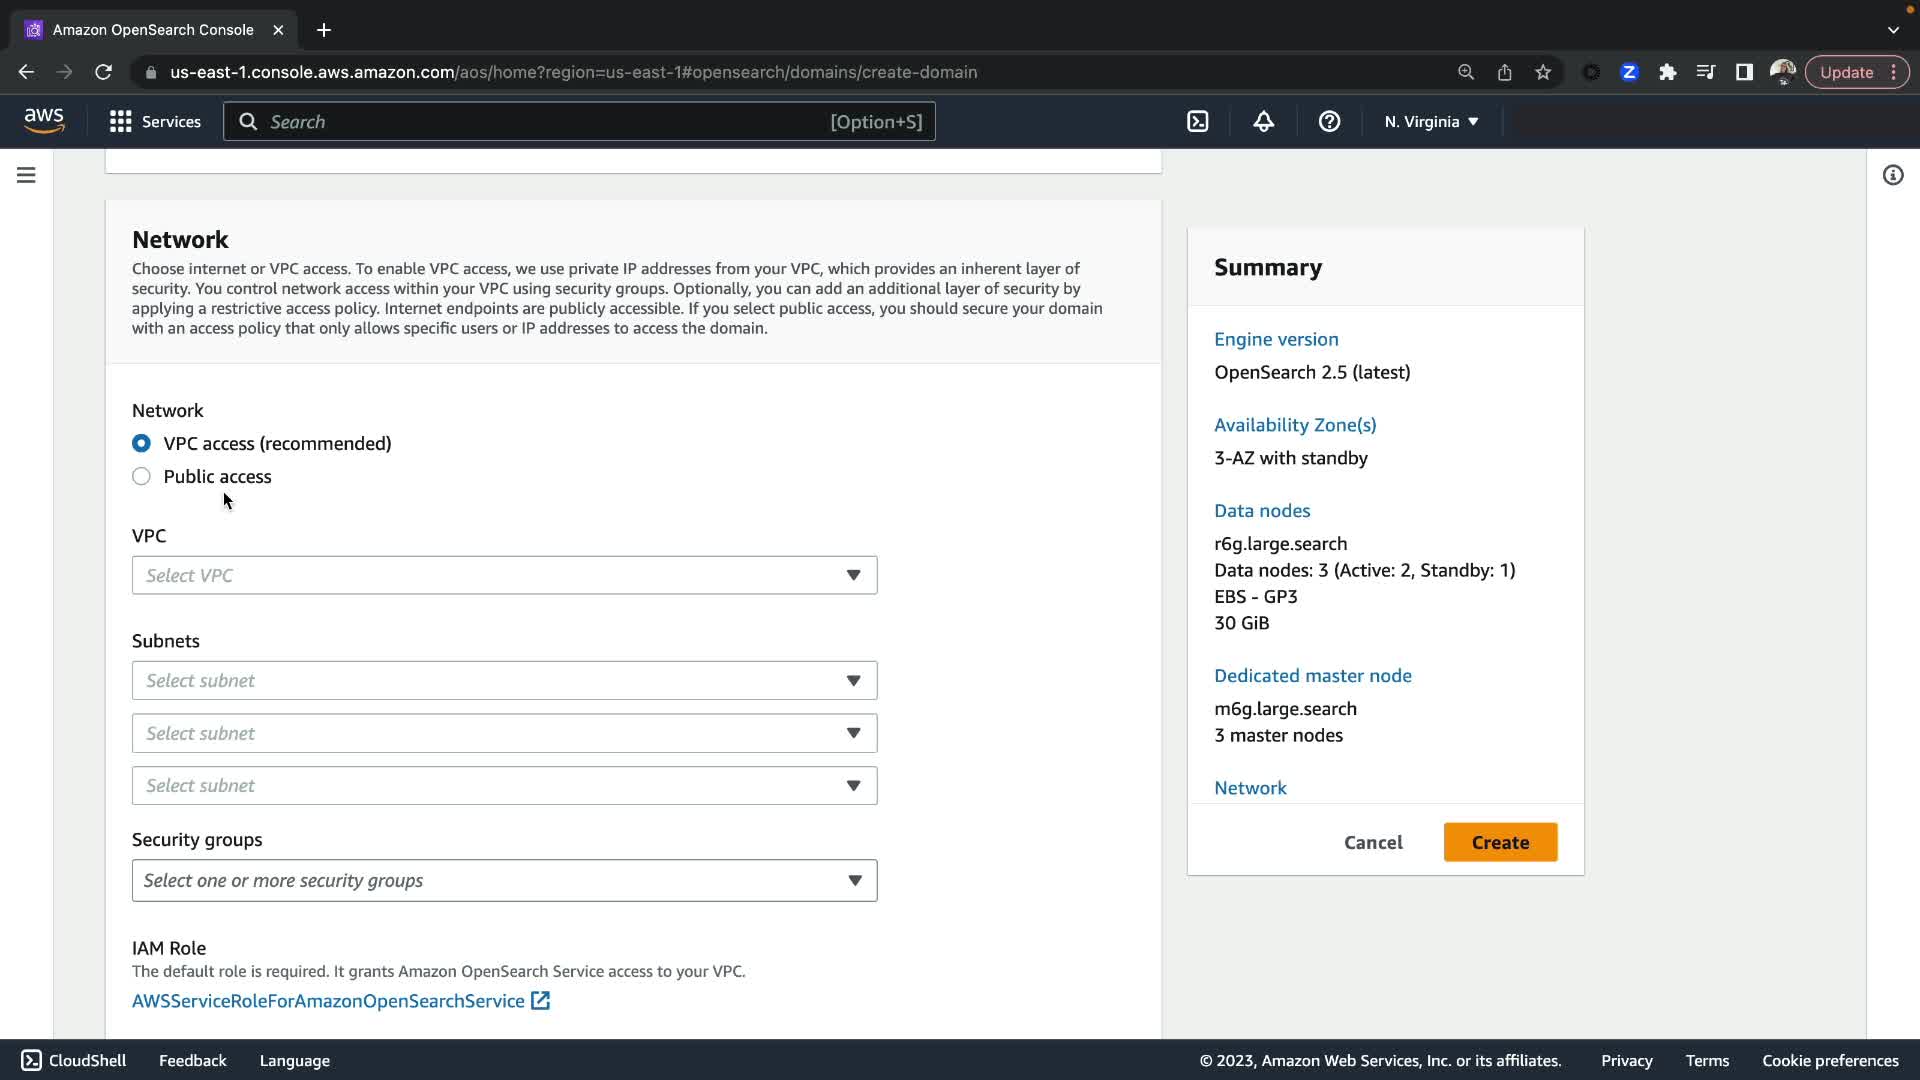 Amazon OpenSearch Console
us-east-1.console.aws.amazon.com/aos/home?region=us-east-1#opensearch/domains/create-domain
Update
aws
Services
Search
[Option+S]
N. Virginia
Network
Choose internet or VPC access. To enable VPC access, we use private IP addresses from your VPC, which provides an inherent layer of
security. You control network access within your VPC using security groups. Optionally, you can add an additional layer of security by
applying a restrictive access policy. Internet endpoints are publicly accessible. If you select public access, you should secure your domain
with an access policy that only allows specific users or IP addresses to access the domain.
Network
VPC access (recommended)
Public access
VPC
Select VPC
Subnets
Select subnet
Select subnet
Select subnet
Security groups
Select one or more security groups
IAM Role
The default role is required. It grants Amazon OpenSearch Service access to your VPC.
AWSServiceRoleForAmazonOpenSearchService
Summary
Engine version
OpenSearch 2.5 (latest)
Availability Zone(s)
3-AZ with standby
Data nodes
r6g.large.search
Data nodes: 3 (Active: 2, Standby: 1)
EBS - GP3
30 GiB
Dedicated master node
m6g.large.search
3 master nodes
Network
Cancel
Create
CloudShell
Feedback
Language
© 2023, Amazon Web Services, Inc. or its affiliates.
Privacy
Terms
Cookie preferences